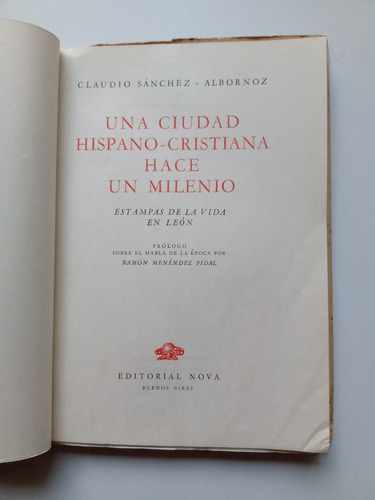 CLAUDIO SÁNCHEZ - ALBORNOZ
UNA CIUDAD
HISPANO-CRISTIANA
HACE
UN MILENIO
ESTAMPAS DE LA VIDA
EN LEÓN
PRÓLOGO
SOBRE EL HABLA DE LA ÉPOCA POR
RAMÓN MENÉNDEZ PIDAL
EDITORIAL NOVA
BUENOS AIRES